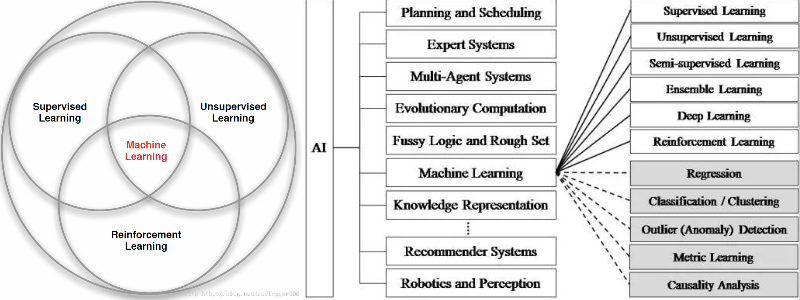 Supervised
Learning
Unsupervised
Learning
Machine
Learning
Reinforcement
Learning
AI
Planning and Scheduling
Expert Systems
Multi-Agent Systems
Evolutionary Computation
Fussy Logic and Rough Set
Machine Learning
Knowledge Representation
Recommender Systems
Robotics and Perception
Supervised Learning
Unsupervised Learning
Semi-supervised Learning
Ensemble Learning
Deep Learning
Reinforcement Learning
Regression
Classification / Clustering
Outlier (Anomaly) Detection
Metric Learning
Causality Analysis